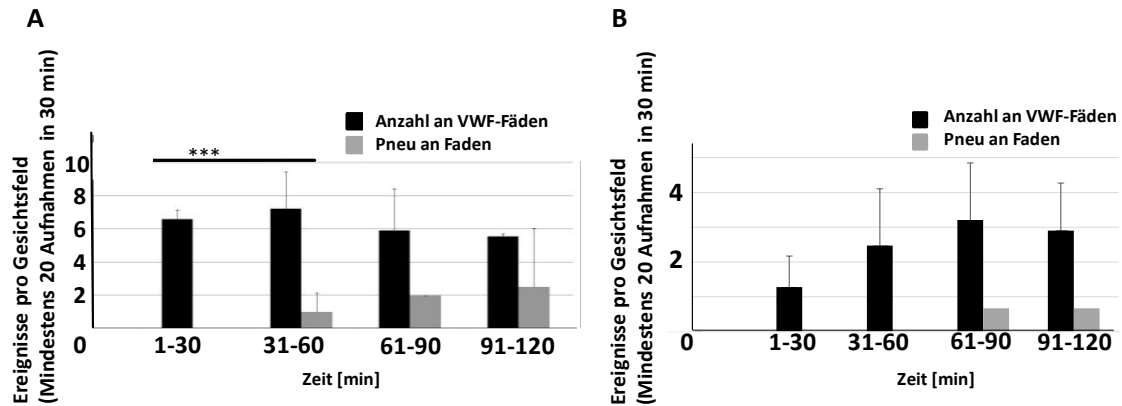 A
Ereignisse pro Gesichtsfeld
(Mindestens 20 Aufnahmen in 30 min)
Anzahl an VWF-Fäden
Pneu an Faden
***
10
8
6
4
2
0
1-30
31-60
61-90
91-120
Zeit [min]
B
Ereignisse pro Gesichtsfeld
(Mindestens 20 Aufnahmen in 30 min)
Anzahl an VWF-Fäden
Pneu an Faden
4
2
0
1-30
31-60
61-90
91-120
Zeit [min]